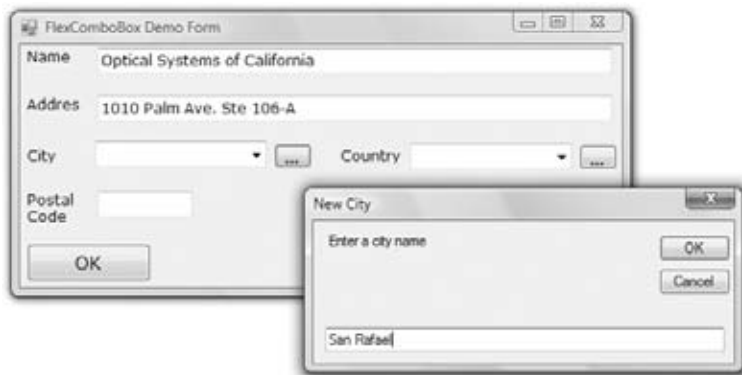 FlexComboBox Demo Form
Name Optical Systems of California
Addres 1010 Palm Ave. Ste 106-A
City ... Country ...
Postal
Code
OK
New City
Enter a city name
OK
Cancel
San Rafael